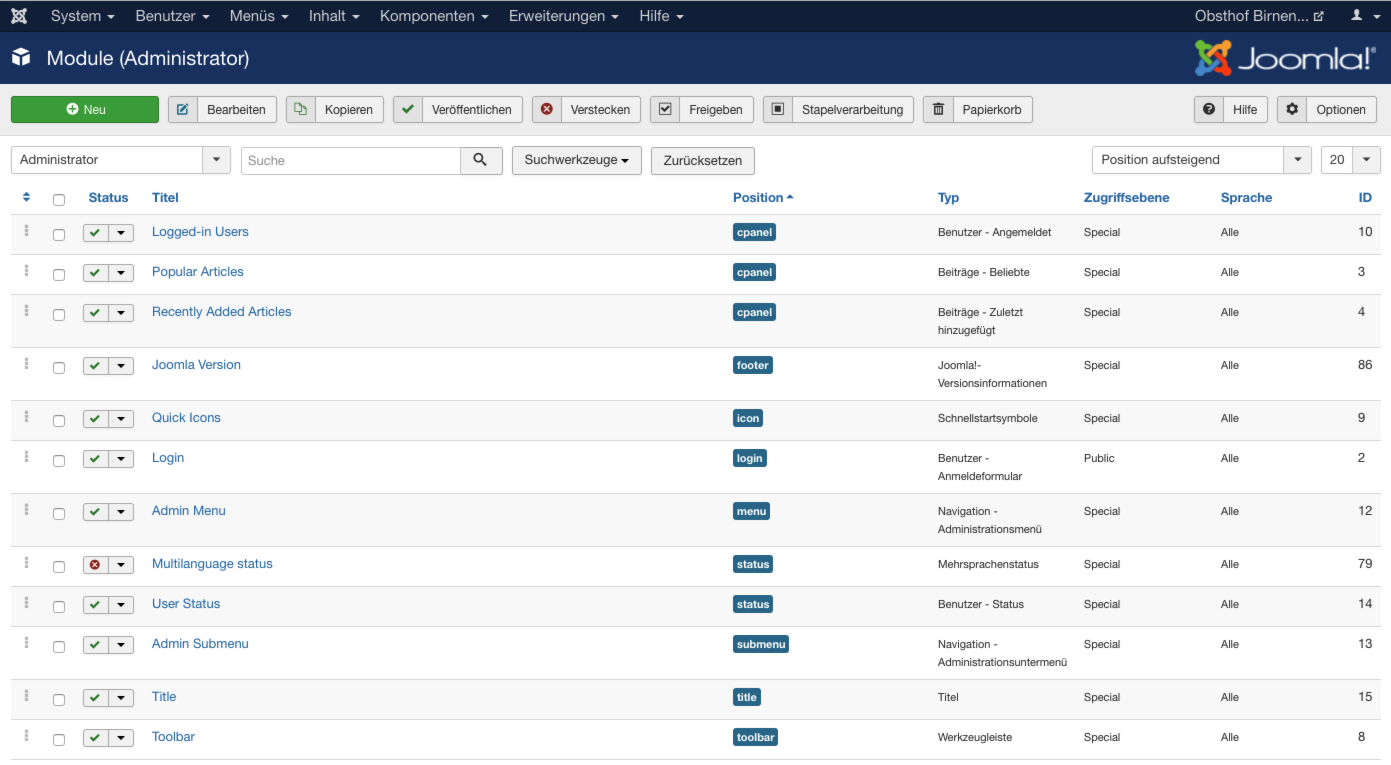 System Benutzer Menüs Inhalt Komponenten Erweiterungen Hilfe Obsthof Birnen...
Module (Administrator) Joomla!®
Neu Bearbeiten Kopieren Veröffentlichen Verstecken Freigeben Stapelverarbeitung Papierkorb Hilfe Optionen
Administrator Suche Suchwerkzeuge Zurücksetzen Position aufsteigend 20
Status Titel Position Typ Zugriffsebene Sprache ID
Logged-in Users cpanel Benutzer - Angemeldet Special Alle 10
Popular Articles cpanel Beiträge - Beliebte Special Alle 3
Recently Added Articles cpanel Beiträge - Zuletzt Special Alle 4
hinzugefügt
Joomla Version footer Joomla!- Special Alle 86
Versionsinformationen
Quick Icons icon Schnellstartsymbole Special Alle 9
Login login Benutzer - Public Alle 2
Anmeldeformular
Admin Menu menu Navigation - Special Alle 12
Administrationsmenü
Multilanguage status status Mehrsprachenstatus Special Alle 79
User Status status Benutzer - Status Special Alle 14
Admin Submenu submenu Navigation - Special Alle 13
Administrationsuntermenü
Title title Titel Special Alle 15
Toolbar toolbar Werkzeugleiste Special Alle 8